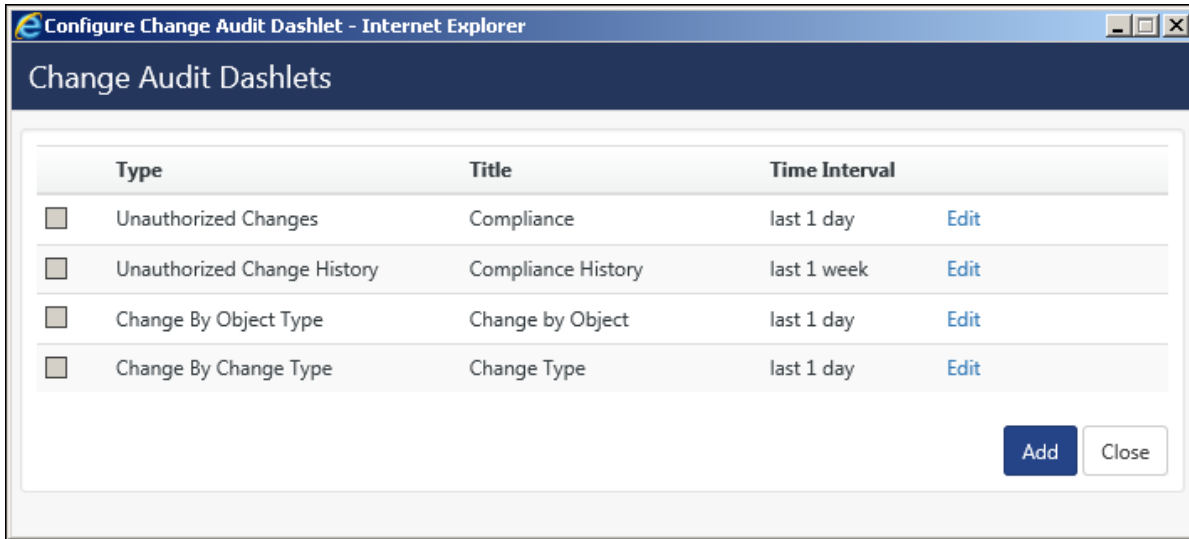 Configure Change Audit Dashlet - Internet Explorer
Change Audit Dashlets
Type Title Time Interval
Unauthorized Changes Compliance last 1 day Edit
Unauthorized Change History Compliance History last 1 week Edit
Change By Object Type Change by Object last 1 day Edit
Change By Change Type Change Type last 1 day Edit
Add Close